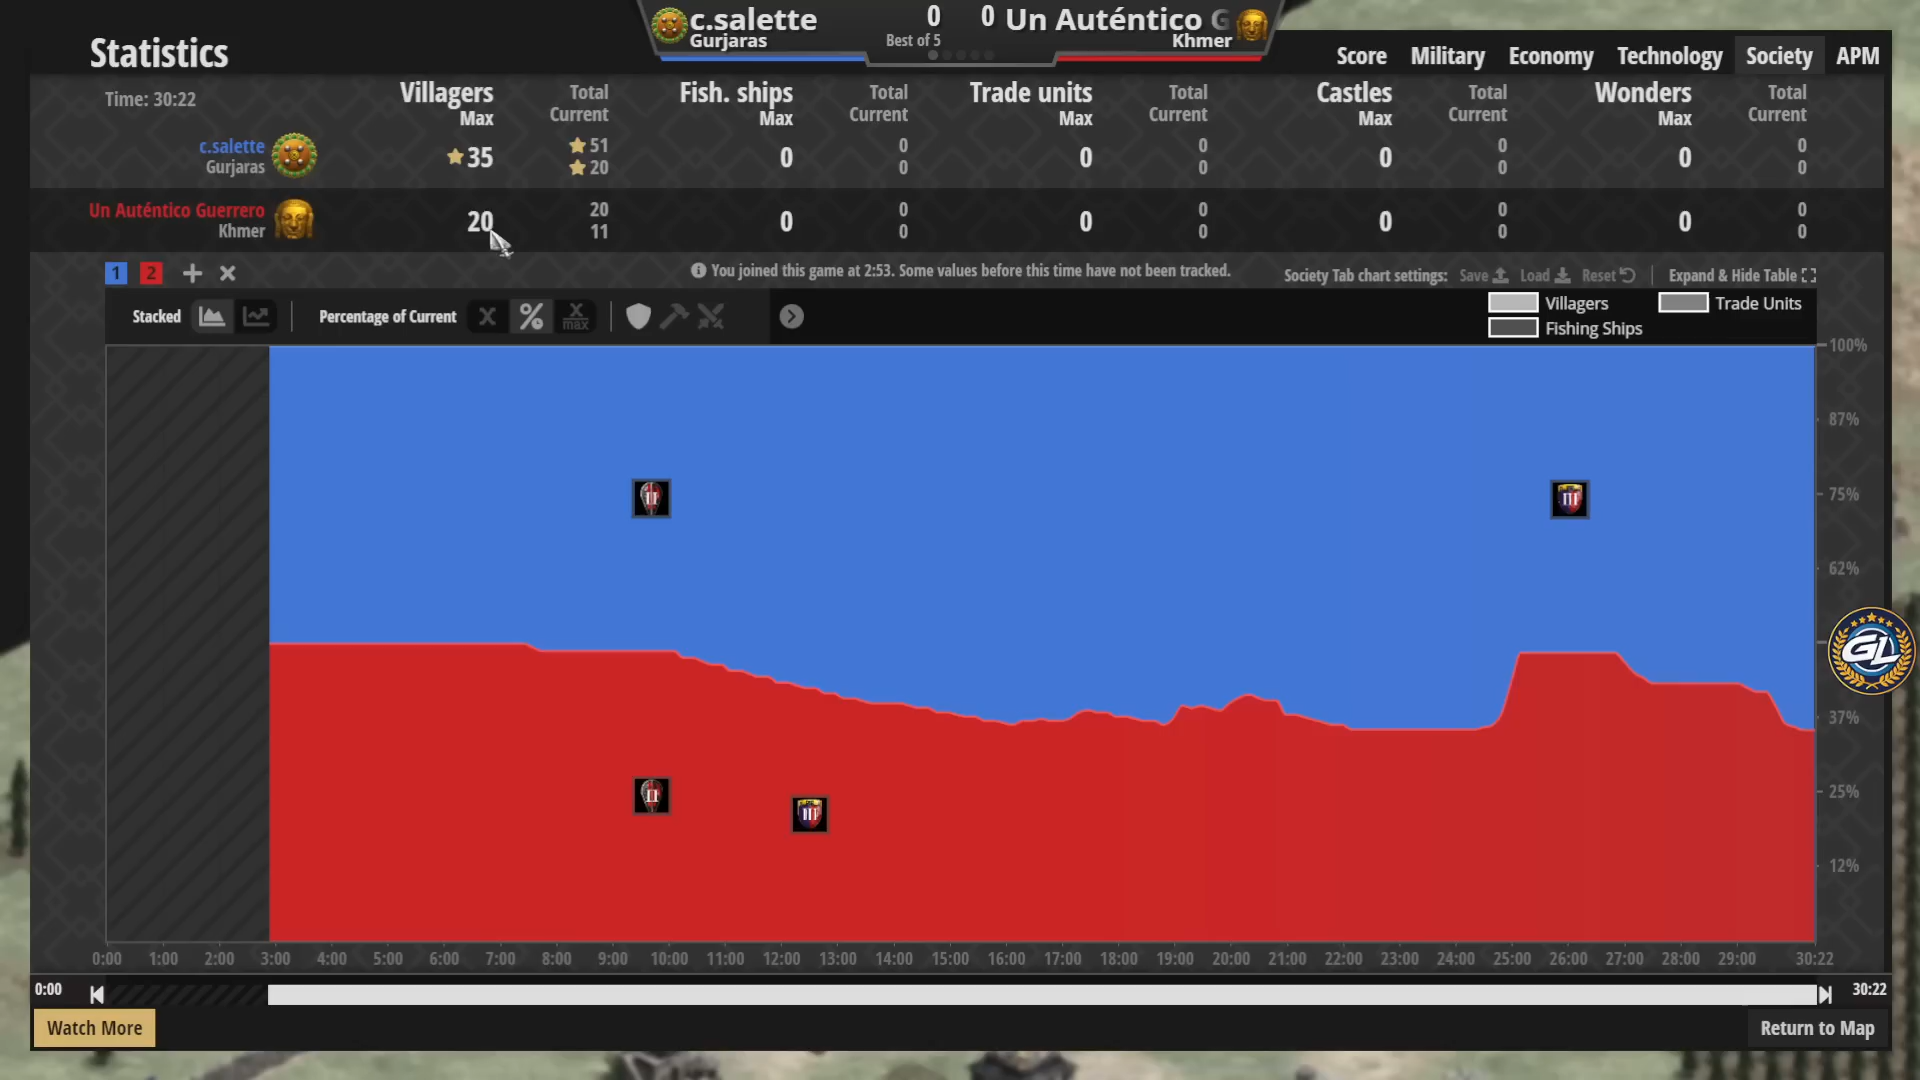 c.salette
Gurjaras
0
0
Best of 5
Un Auténtico G
Khmer
Statistics
Score
Military
Economy
Technology
Society
APM
Time: 30:22
Villagers
Max
Total
Current
Fish. ships
Max
Total
Current
Trade units
Max
Total
Current
Castles
Max
Total
Current
Wonders
Max
Total
Current
c.salette
Gurjaras
35
51
20
0
0
0
0
0
0
0
0
0
0
0
0
Un Auténtico Guerrero
Khmer
20
20
11
0
0
0
0
0
0
0
0
0
0
0
0
1
2
You joined this game at 2:53. Some values before this time have not been tracked.
Society Tab chart settings:
Save
Load
Reset
Expand & Hide Table
Stacked
Percentage of Current
X
%
X
max
Villagers
Trade Units
Fishing Ships
100%
87%
75%
62%
37%
25%
12%
II
III
II
III
GL
0:00
1:00
2:00
3:00
4:00
5:00
6:00
7:00
8:00
9:00
10:00
11:00
12:00
13:00
14:00
15:00
16:00
17:00
18:00
19:00
20:00
21:00
22:00
23:00
24:00
25:00
26:00
27:00
28:00
29:00
30:22
0:00
30:22
Watch More
Return to Map